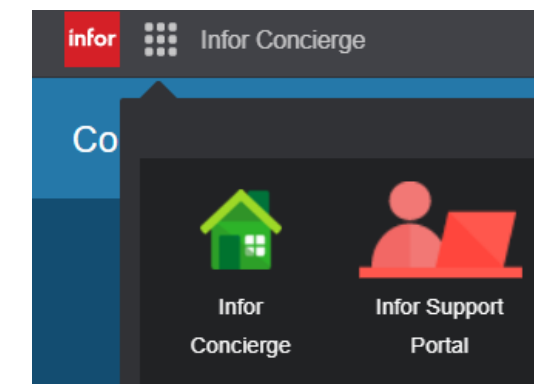 infor Infor Concierge
Co
Infor Infor Support
Concierge Portal